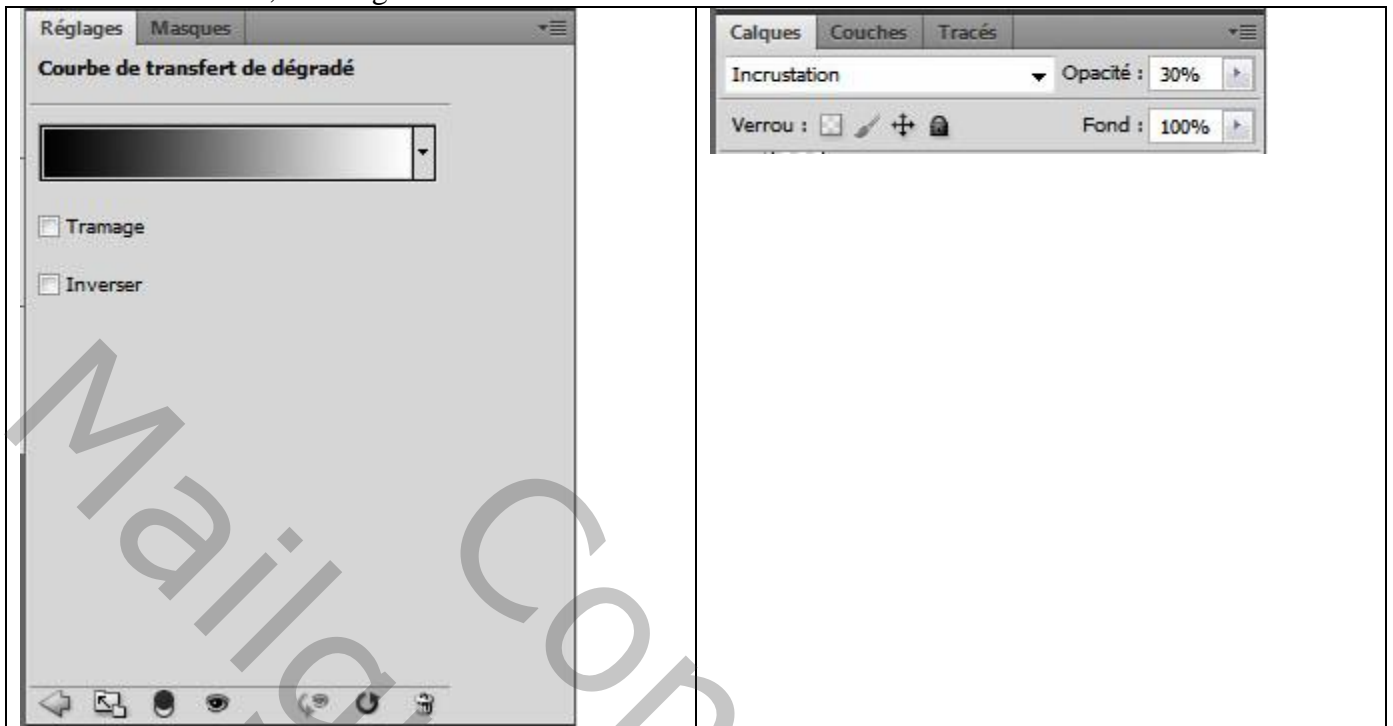 Réglages Masques
Courbe de transfert de dégradé
Tramage
Inverser
Calques Couches Tracés
Incrustation Opacité : 30%
Verrou : Fond : 100%